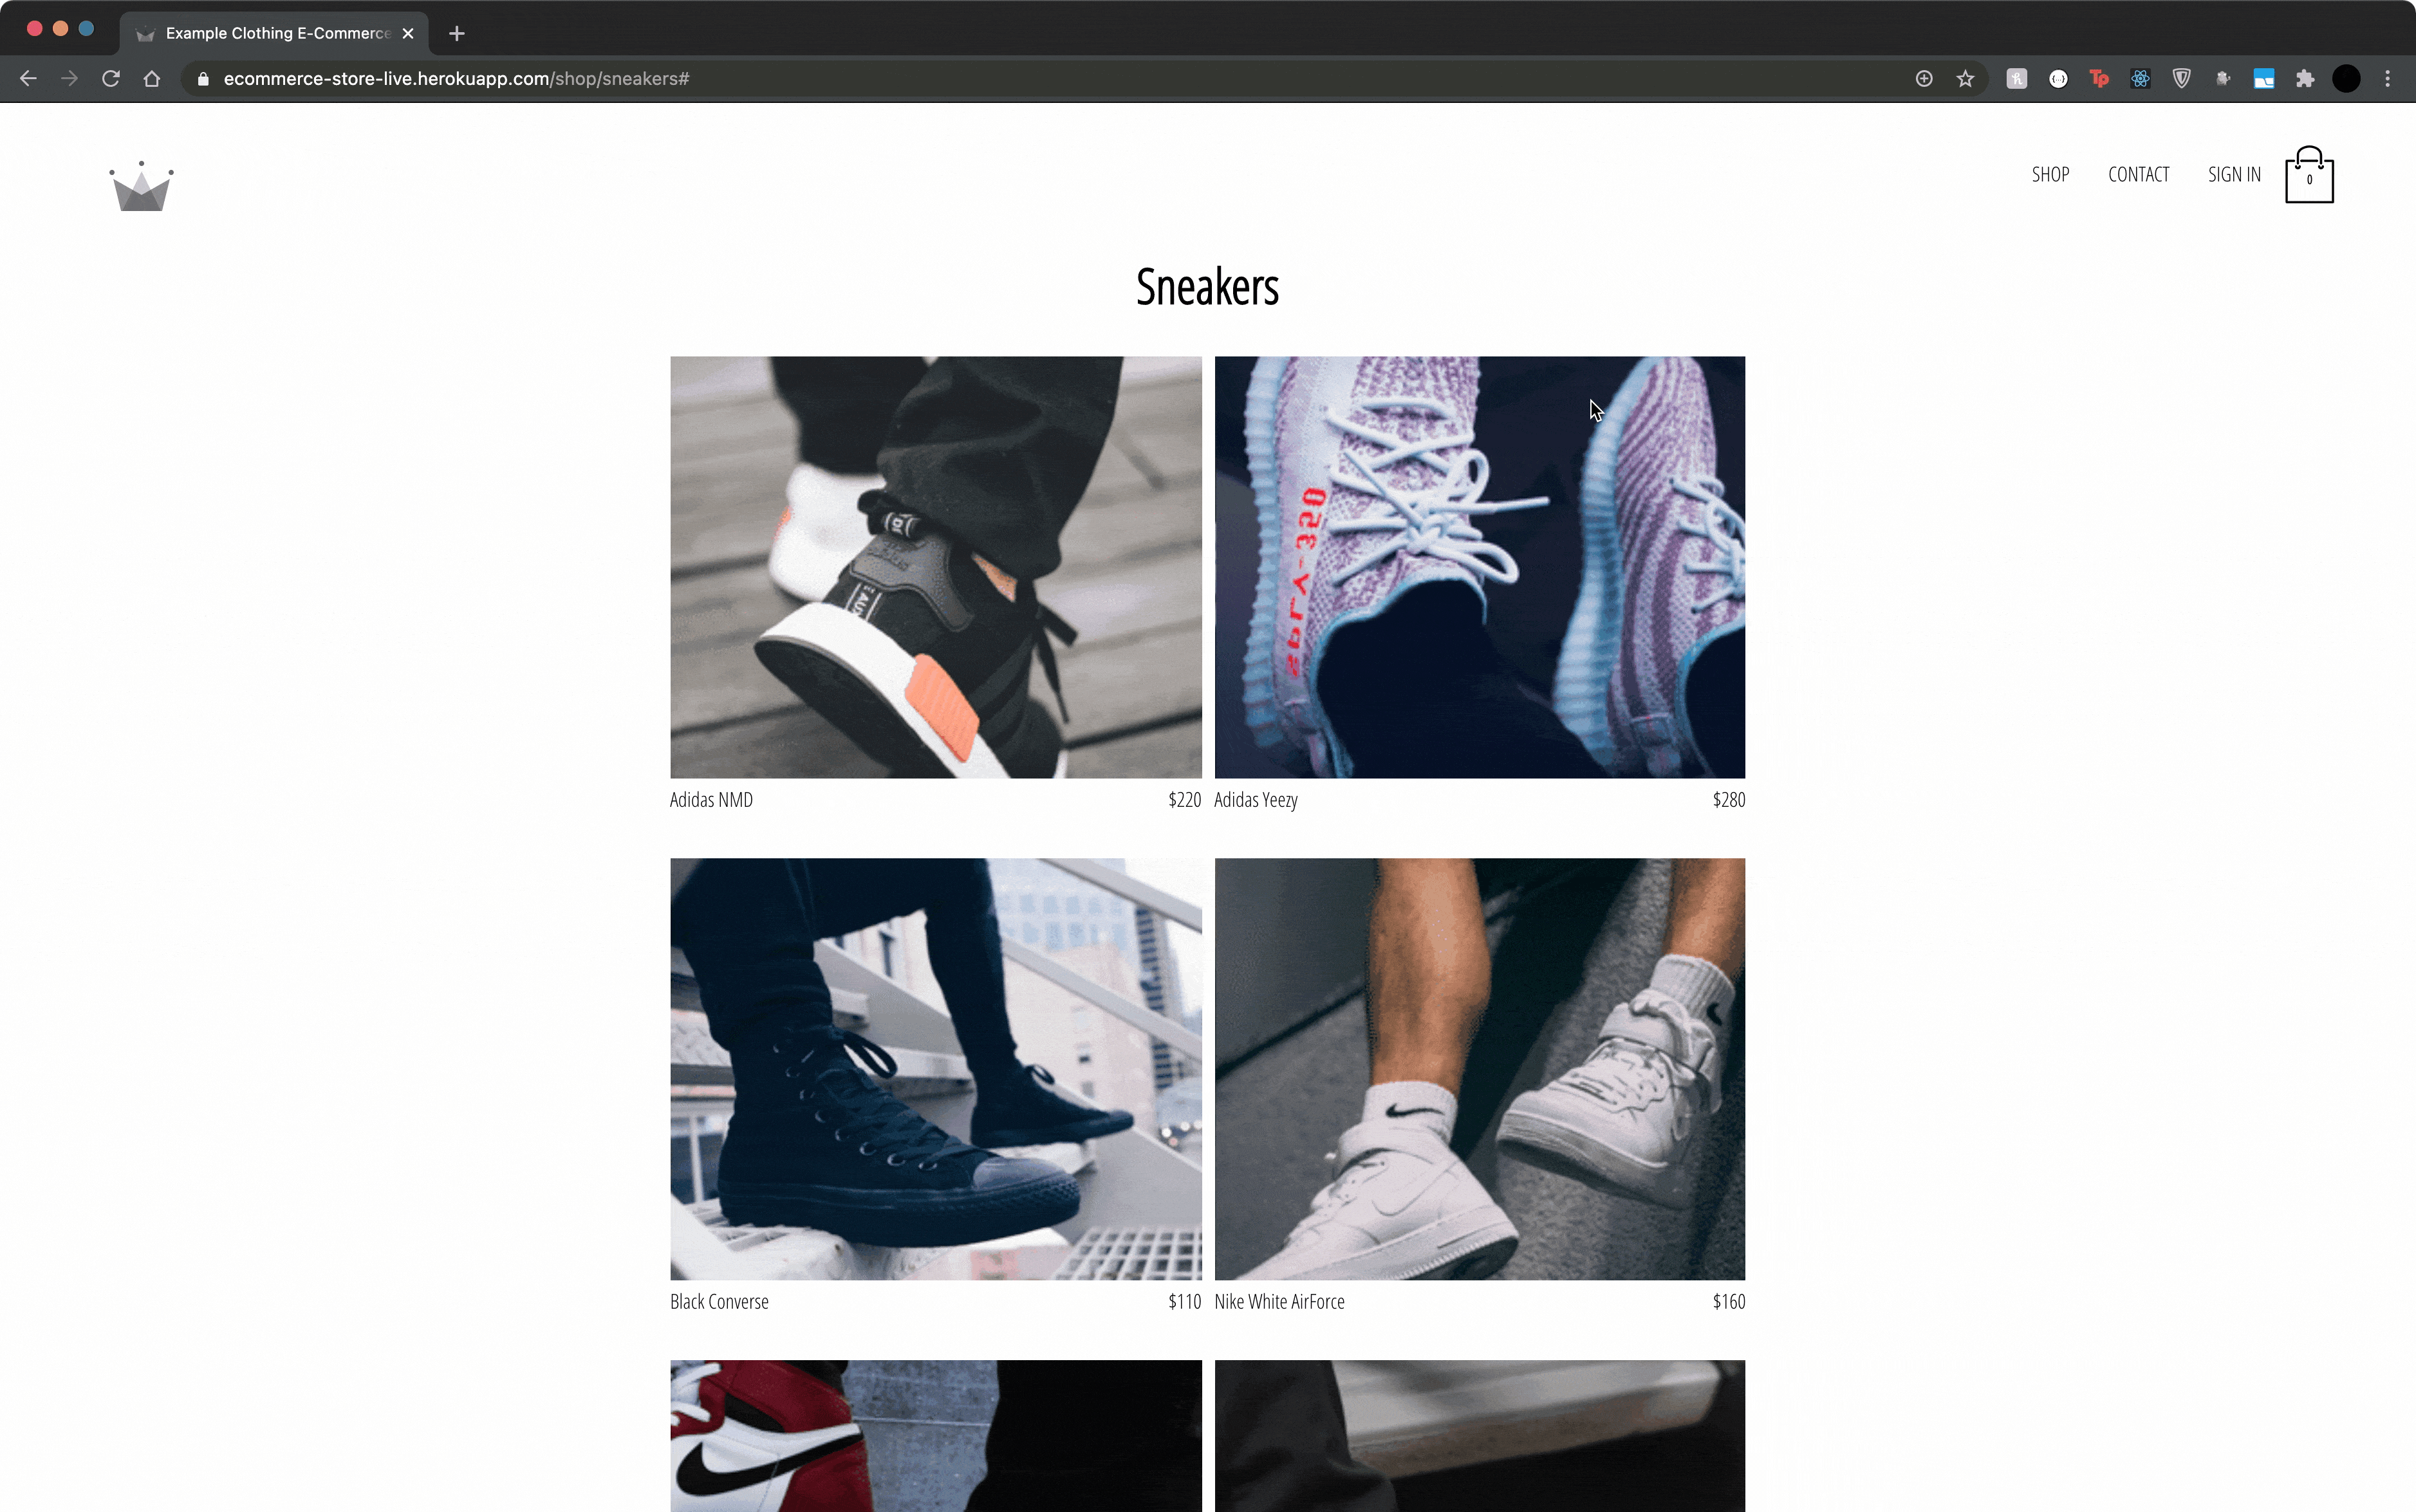 Example Clothing E-Commerce
ecommerce-store-live.herokuapp.com/shop/sneakers#
SHOP CONTACT SIGN IN 0
Sneakers
Adidas NMD $220
Adidas Yeezy $280
Black Converse $110
Nike White AirForce $160